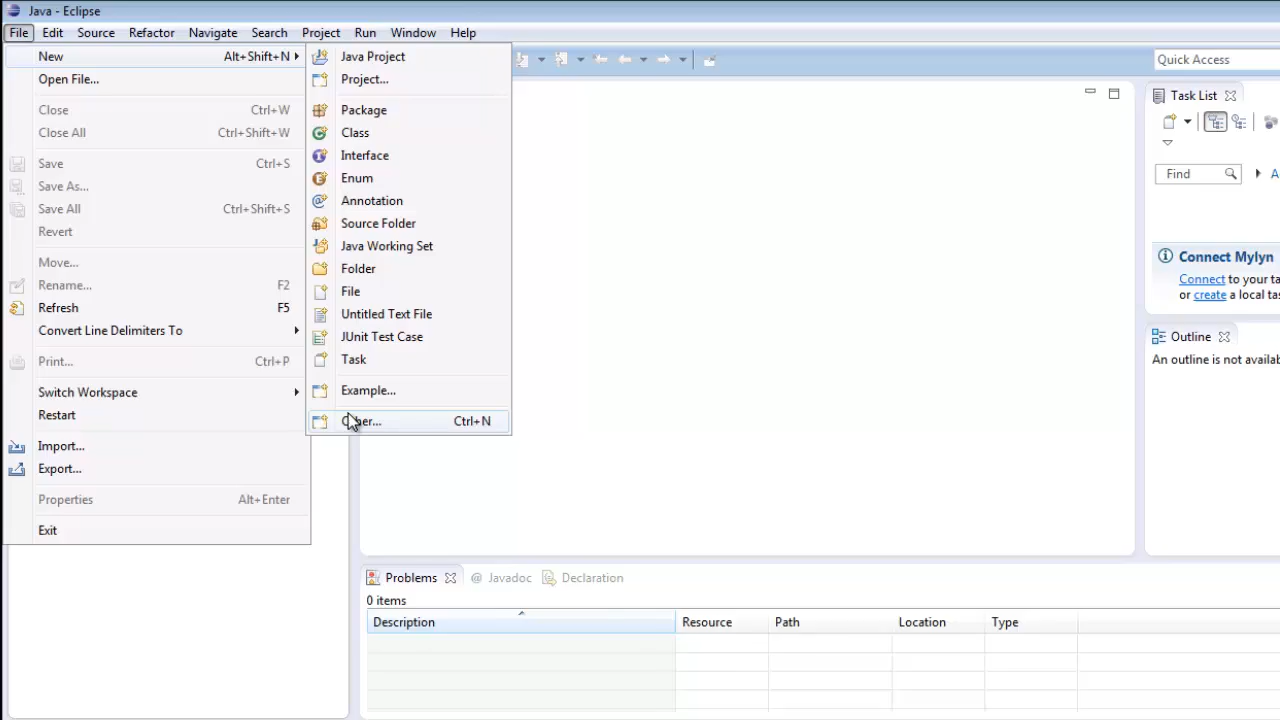 Java - Eclipse
File Edit Source Refactor Navigate Search Project Run Window Help
New Alt+Shift+N
Open File...
Close Ctrl+W
Close All Ctrl+Shift+W
Save Ctrl+S
Save As...
Save All Ctrl+Shift+S
Revert
Move...
Rename... F2
Refresh F5
Convert Line Delimiters To
Print... Ctrl+P
Switch Workspace
Restart
Import...
Export...
Properties Alt+Enter
Exit
Java Project
Project...
Package
Class
Interface
Enum
Annotation
Source Folder
Java Working Set
Folder
File
Untitled Text File
JUnit Test Case
Task
Example...
Ctrl+N
Quick Access
Task List
Find A
Connect Mylyn
Connect to your ta
or create a local tas
Outline
An outline is not availab
Problems @ Javadoc Declaration
0 items
Description Resource Path Location Type